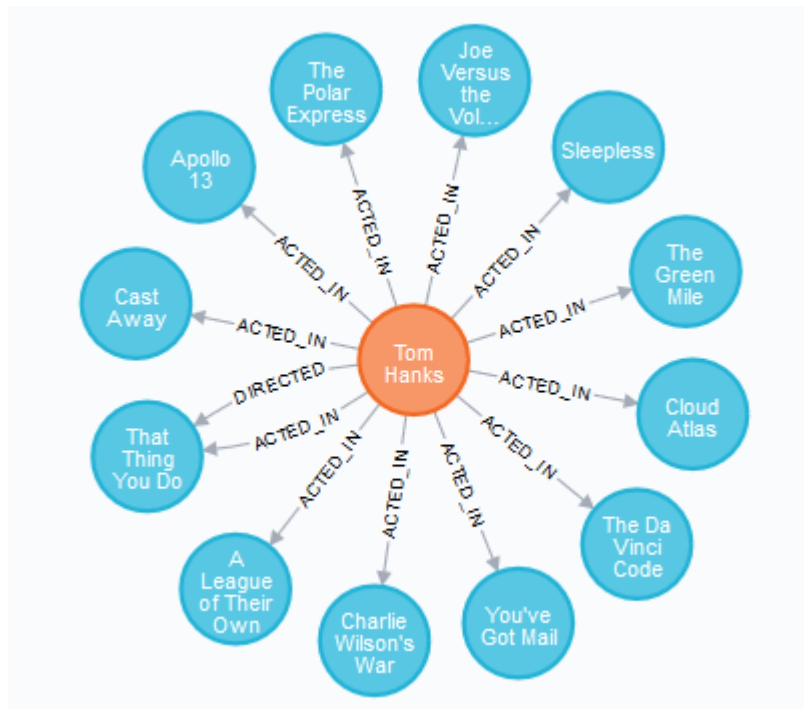 Joe
Versus
the
Vol...
The
Polar
Express
Sleepless
Apollo
13
ACTED_IN
ACTED_IN
ACTED_IN
ACTED_IN
The
Green
Mile
Cast
Away
ACTED_IN
ACTED_IN
Tom
Hanks
DIRECTED
ACTED_IN
Cloud
Atlas
That
Thing
You Do
ACTED_IN
ACTED_IN
ACTED_IN
ACTED_IN
ACTED_IN
The Da
Vinci
Code
A
League
of Their
Own
Charlie
Wilson's
War
You've
Got Mail